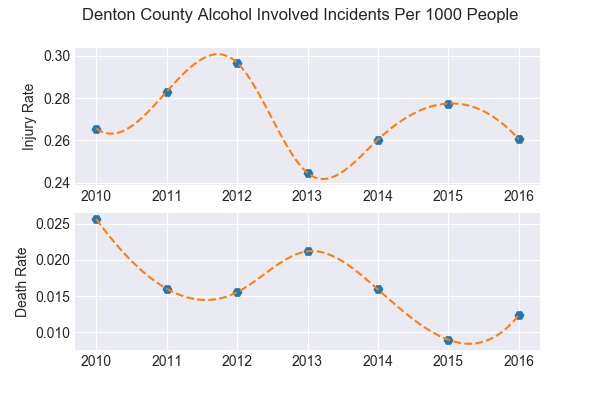 Denton County Alcohol Involved Incidents Per 1000 People
Injury Rate
0.30
0.28
0.26
0.24
2010 2011 2012 2013 2014 2015 2016
Death Rate
0.025
0.020
0.015
0.010
2010 2011 2012 2013 2014 2015 2016